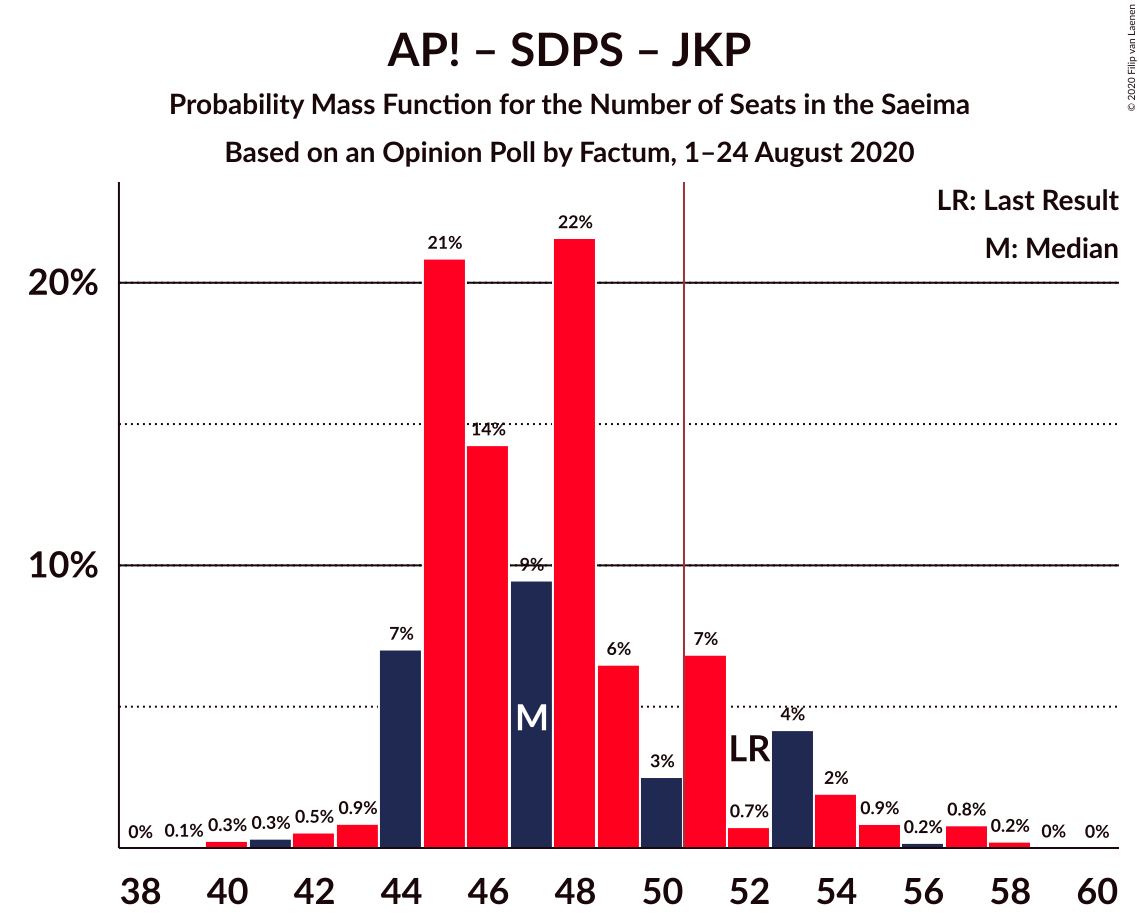 AP! – SDPS – JKP
Probability Mass Function for the Number of Seats in the Saeima
Based on an Opinion Poll by Factum, 1–24 August 2020
© 2020 Filip van Laenen
LR: Last Result
M: Median
20%
10%
0% 0.1% 0.3% 0.3% 0.5% 0.9% 7% 21% 14% 9% 22% 6% 3% 7% 0.7% 4% 2% 0.9% 0.2% 0.8% 0.2% 0% 0%
M
LR
38 40 42 44 46 48 50 52 54 56 58 60